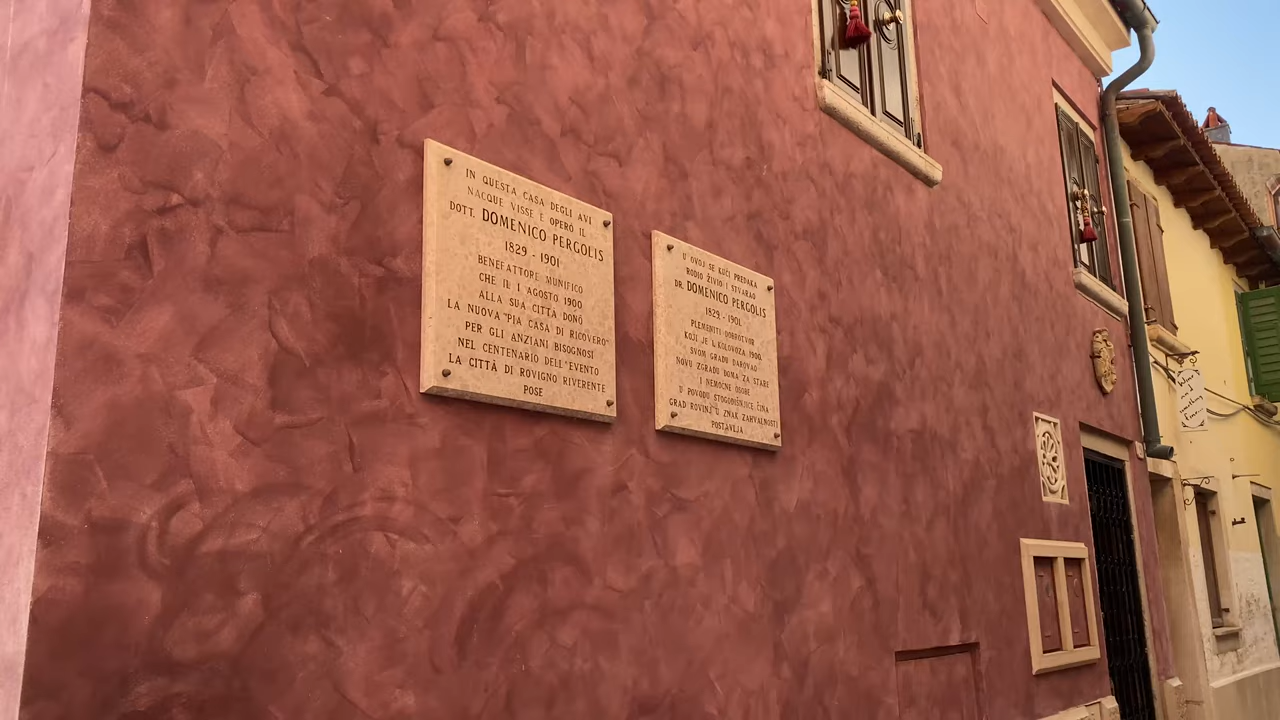 IN QUESTA CASA DEGLI AVI
NACQUE VISSE E OPERÒ IL
DOTT. DOMENICO PERGOLIS
1829 - 1901
BENEFATTORE MUNIFICO
CHE IL 1 AGOSTO 1900
ALLA SUA CITTÀ DONÒ
LA NUOVA "PIA CASA DI RICOVERO"
PER GLI ANZIANI BISOGNOSI
NEL CENTENARIO DELL'EVENTO
LA CITTÀ DI ROVIGNO RIVERENTE
POSE
U OVOJ SE KUĆI PREDAKA
RODIO ŽIVIO I STVARAO
DR. DOMENICO PERGOLIS
1829. - 1901.
PLEMENITI DOBROTVOR
KOJI JE 1. KOLOVOZA 1900.
SVOM GRADU DAROVAO
NOVU ZGRADU DOMA ZA STARE
I NEMOĆNE OSOBE
U POVODU STOGODIŠNJICE ČINA
GRAD ROVINJ U ZNAK ZAHVALNOSTI
POSTAVLJA
something